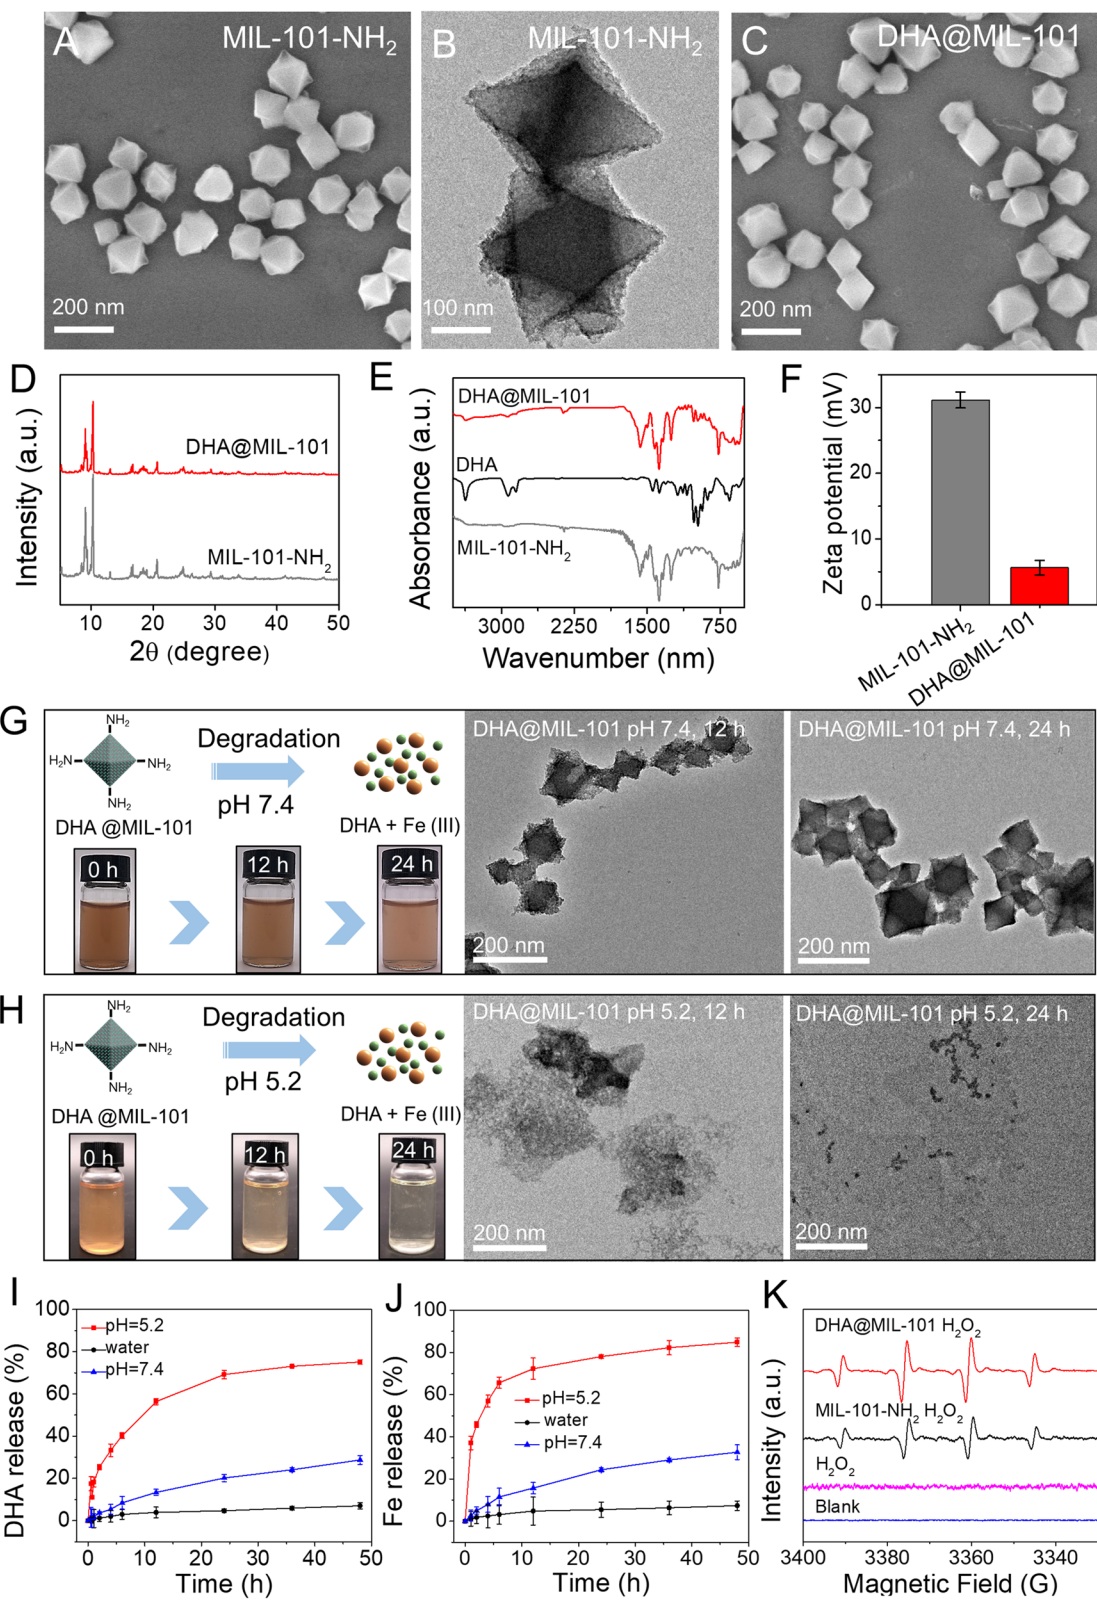 A
MIL-101-NH2
200 nm
B
MIL-101-NH2
100 nm
C
DHA@MIL-101
200 nm
D
Intensity (a.u.)
DHA@MIL-101
MIL-101-NH2
10 20 30 40 50
2θ (degree)
E
Absorbance (a.u.)
DHA@MIL-101
DHA
MIL-101-NH2
3000 2250 1500 750
Wavenumber (nm)
F
Zeta potential (mV)
30
20
10
0
MIL-101-NH2
DHA@MIL-101
G
NH2
H2N
NH2
NH2
Degradation
pH 7.4
DHA @MIL-101
DHA + Fe (III)
0 h
12 h
24 h
DHA@MIL-101 pH 7.4, 12 h
200 nm
DHA@MIL-101 pH 7.4, 24 h
200 nm
H
NH2
H2N
NH2
NH2
Degradation
pH 5.2
DHA @MIL-101
DHA + Fe (III)
0 h
12 h
24 h
DHA@MIL-101 pH 5.2, 12 h
200 nm
DHA@MIL-101 pH 5.2, 24 h
200 nm
I
DHA release (%)
100
80
60
40
20
0
pH=5.2
water
pH=7.4
0 10 20 30 40 50
Time (h)
J
Fe release (%)
100
80
60
40
20
0
pH=5.2
water
pH=7.4
0 10 20 30 40 50
Time (h)
K
Intensity (a.u.)
DHA@MIL-101 H2O2
MIL-101-NH2 H2O2
H2O2
Blank
3400 3380 3360 3340
Magnetic Field (G)